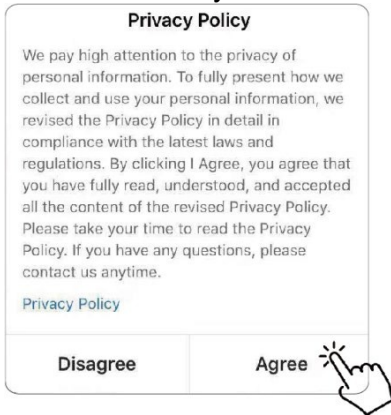 Privacy Policy
We pay high attention to the privacy of
personal information. To fully present how we
collect and use your personal information, we
revised the Privacy Policy in detail in
compliance with the latest laws and
regulations. By clicking I Agree, you agree that
you have fully read, understood, and accepted
all the content of the revised Privacy Policy.
Please take your time to read the Privacy
Policy. If you have any questions, please
contact us anytime.
Privacy Policy
Disagree Agree